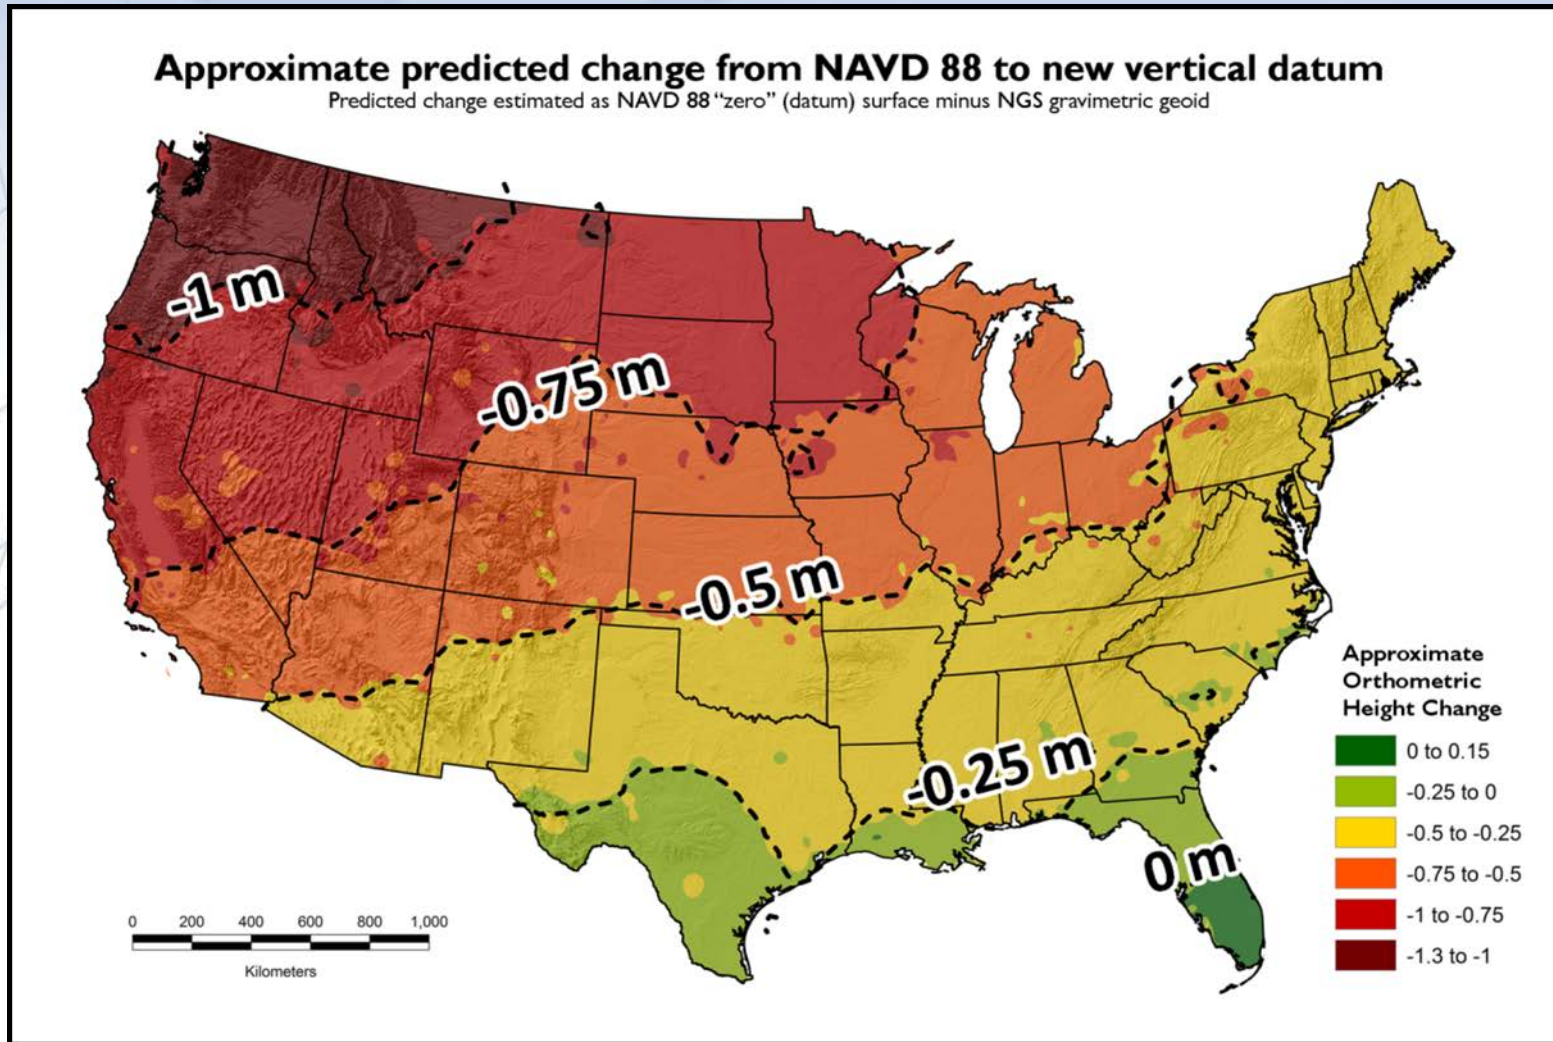 Approximate predicted change from NAVD 88 to new vertical datum
Predicted change estimated as NAVD 88 “zero” (datum) surface minus NGS gravimetric geoid
-1 m
-0.75 m
-0.5 m
-0.25 m
0 m
Approximate
Orthometric
Height Change
0 to 0.15
-0.25 to 0
-0.5 to -0.25
-0.75 to -0.5
-1 to -0.75
-1.3 to -1
0 200 400 600 800 1,000
Kilometers